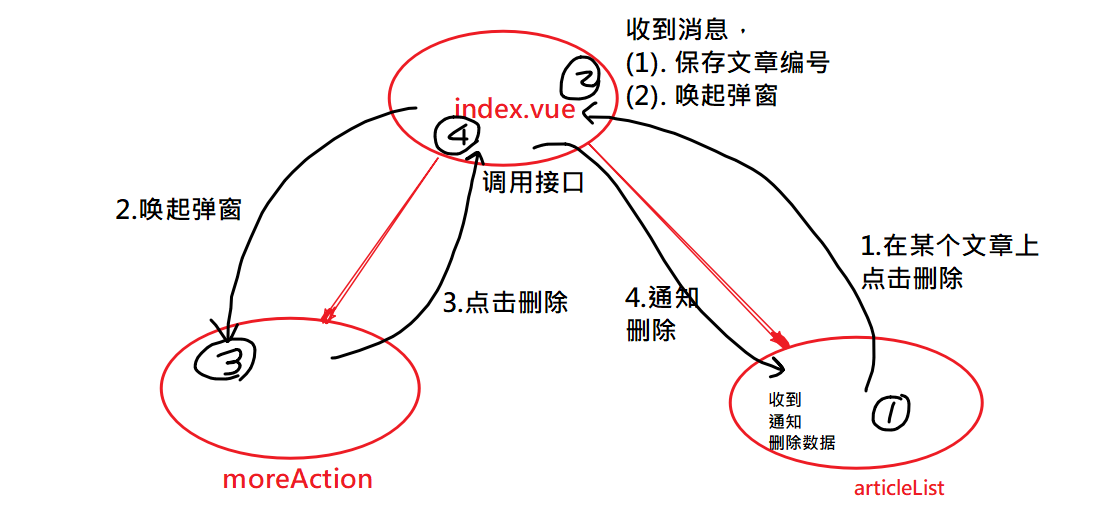 收到消息，
(1). 保存文章编号
(2). 唤起弹窗
2
index.vue
4
调用接口
2.唤起弹窗
1.在某个文章上
点击删除
3.点击删除
4.通知
删除
3
收到
通知
删除数据
1
moreAction
articleList